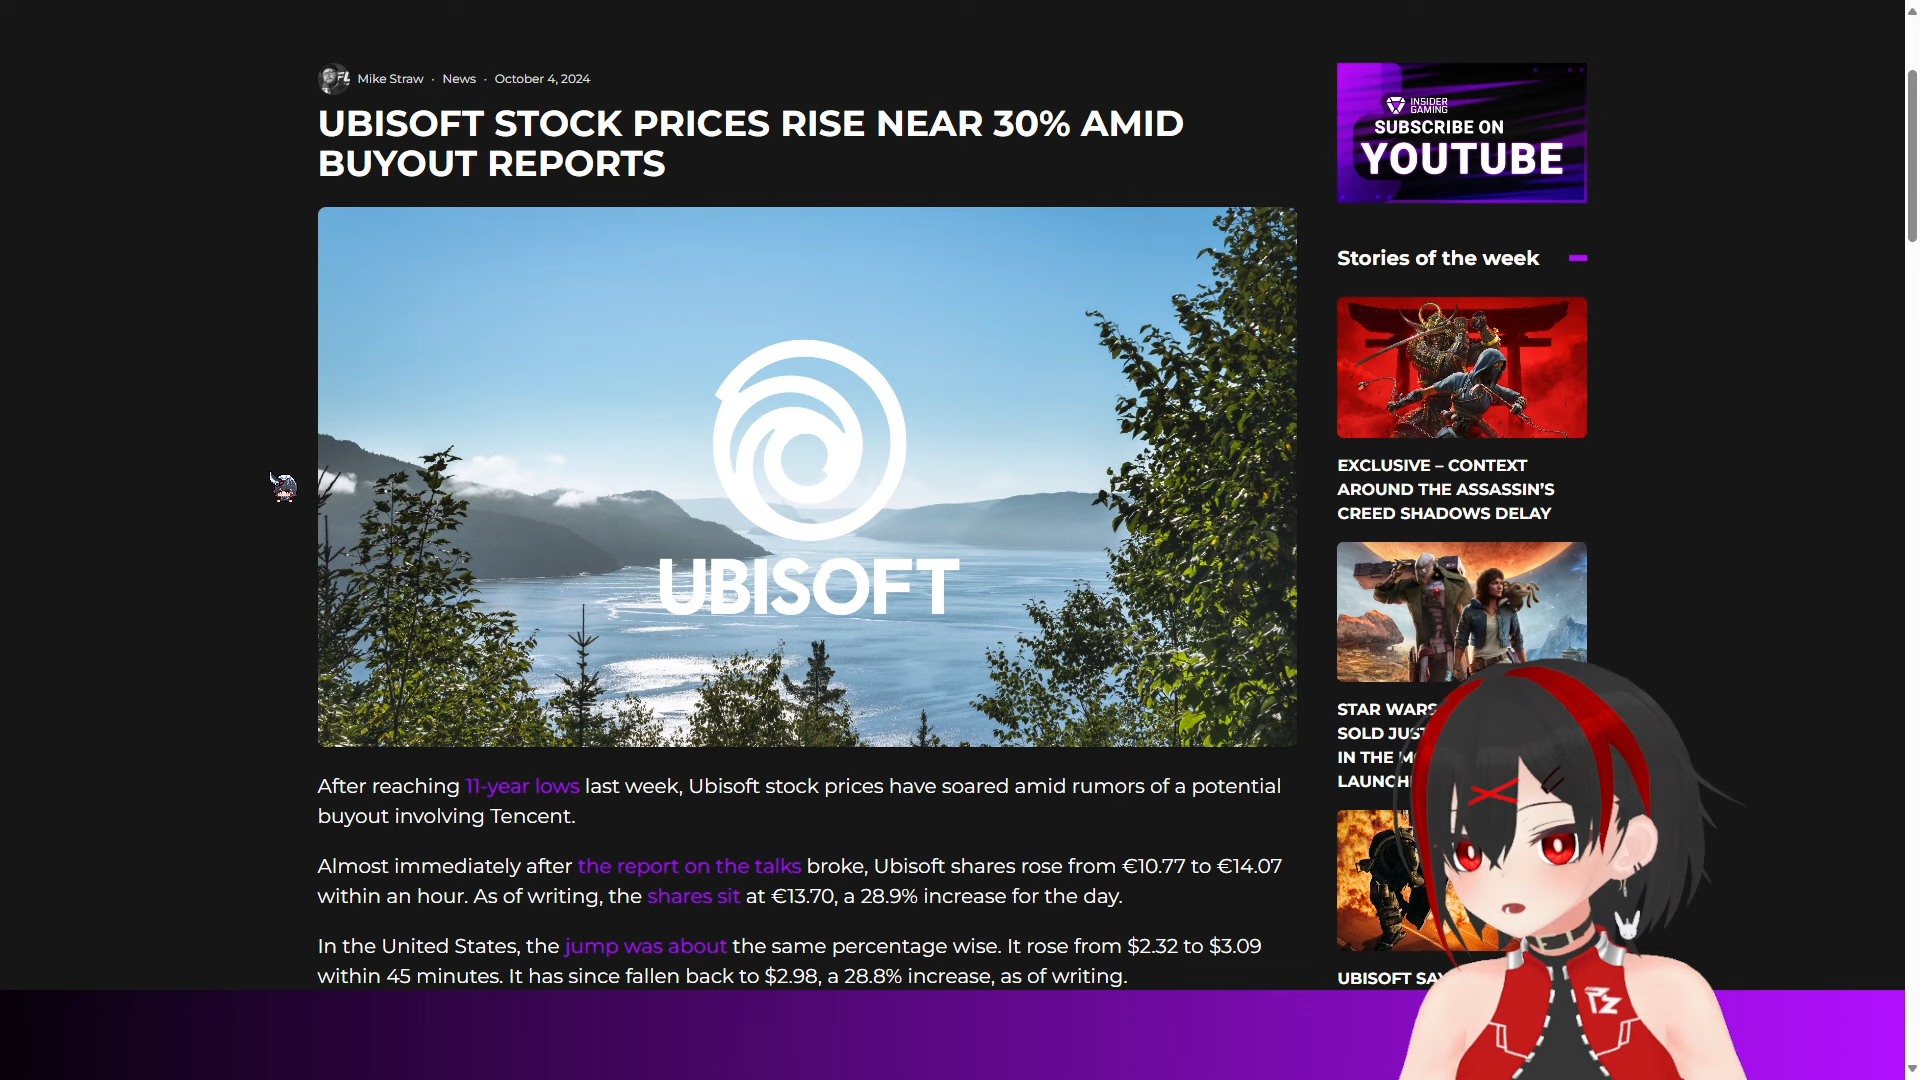 Mike Straw · News · October 4, 2024
UBISOFT STOCK PRICES RISE NEAR 30% AMID
BUYOUT REPORTS
UBISOFT
After reaching 11-year lows last week, Ubisoft stock prices have soared amid rumors of a potential
buyout involving Tencent.
Almost immediately after the report on the talks broke, Ubisoft shares rose from €10.77 to €14.07
within an hour. As of writing, the shares sit at €13.70, a 28.9% increase for the day.
In the United States, the jump was about the same percentage wise. It rose from $2.32 to $3.09
within 45 minutes. It has since fallen back to $2.98, a 28.8% increase, as of writing.
INSIDER
GAMING
SUBSCRIBE ON
YOUTUBE
Stories of the week
EXCLUSIVE – CONTEXT
AROUND THE ASSASSIN'S
CREED SHADOWS DELAY
STAR WARS
SOLD
IN THE
UBISOFT